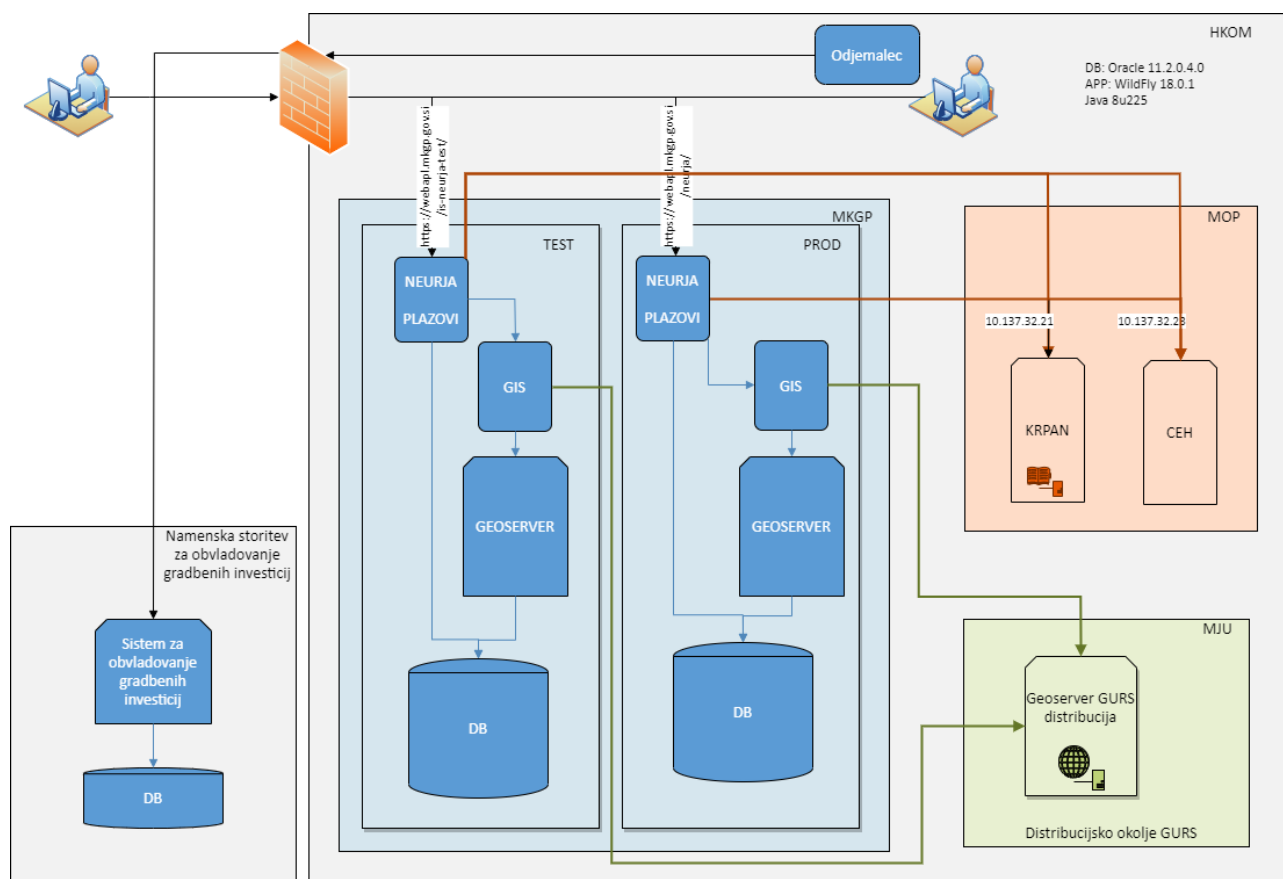 HKOM
Odjemalec
DB: Oracle 11.2.0.4.0
APP: WildFly 18.0.1
Java 8u225
https://webapl.mkgp.gov.si
/is-neurja-test/
https://webapl.mkgp.gov.si
/neurja/
MKGP
TEST
NEURJA
PLAZOVI
GIS
GEOSERVER
DB
PROD
NEURJA
PLAZOVI
GIS
GEOSERVER
DB
MOP
10.137.32.21
10.137.32.23
KRPAN
CEH
MJU
Geoserver GURS
distribucija
Distribucijsko okolje GURS
Namenska storitev
za obvladovanje
gradbenih investicij
Sistem za
obvladovanje
gradbenih
investicij
DB